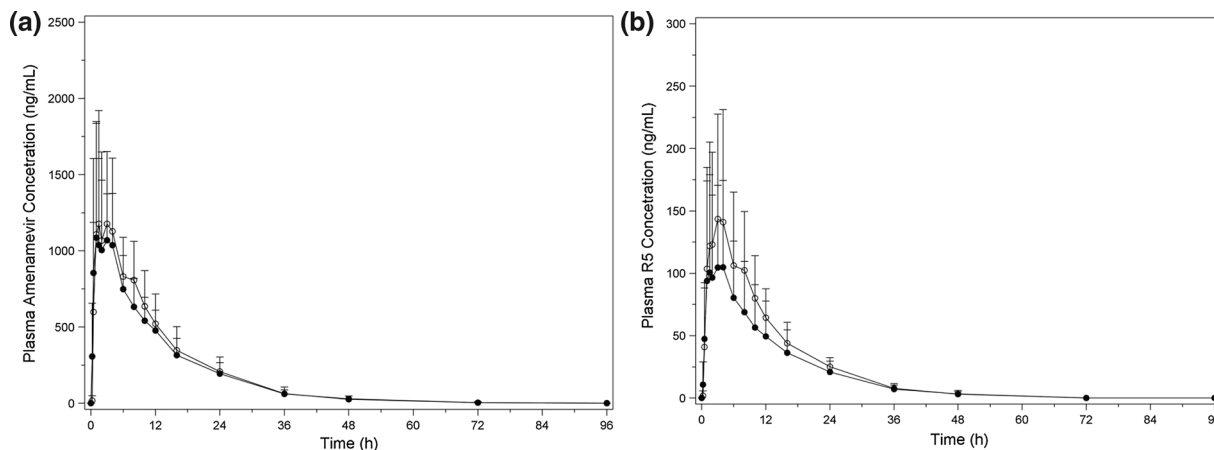 (a)
Plasma Amenamevir Concetration (ng/mL)
2500
2000
1500
1000
500
0
0 12 24 36 48 60 72 84 96
Time (h)
(b)
Plasma R5 Concetration (ng/mL)
300
250
200
150
100
50
0
0 12 24 36 48 60 72 84 9
Time (h)